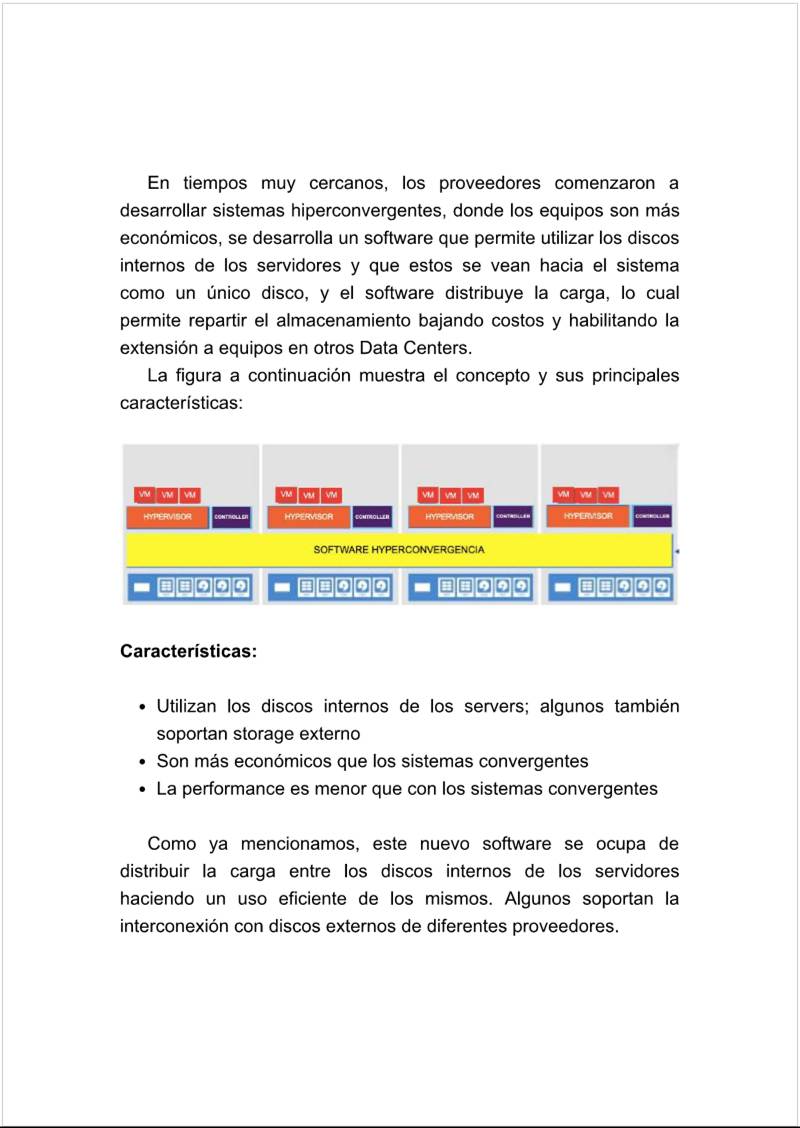 En tiempos muy cercanos, los proveedores comenzaron a
desarrollar sistemas hiperconvergentes, donde los equipos son más
económicos, se desarrolla un software que permite utilizar los discos
internos de los servidores y que estos se vean hacia el sistema
como un único disco, y el software distribuye la carga, lo cual
permite repartir el almacenamiento bajando costos y habilitando la
extensión a equipos en otros Data Centers.
La figura a continuación muestra el concepto y sus principales
características:
VM VM VM VM VM VM VM VM VM VM VM VM
HYPERVISOR CONTROLLER HYPERVISOR CONTROLLER HYPERVISOR CONTROLLER HYPERVISOR CONTROLLER
SOFTWARE HYPERCONVERGENCIA
Características:
• Utilizan los discos internos de los servers; algunos también
soportan storage externo
• Son más económicos que los sistemas convergentes
• La performance es menor que con los sistemas convergentes
Como ya mencionamos, este nuevo software se ocupa de
distribuir la carga entre los discos internos de los servidores
haciendo un uso eficiente de los mismos. Algunos soportan la
interconexión con discos externos de diferentes proveedores.